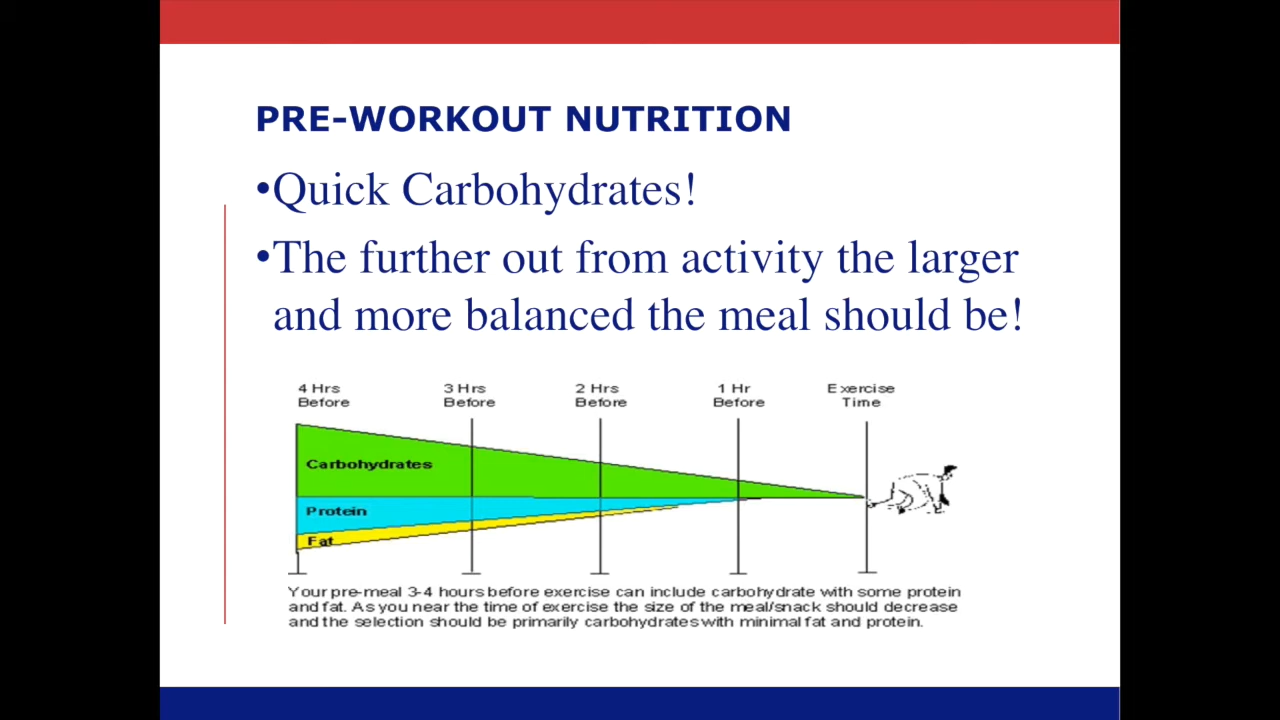 PRE-WORKOUT NUTRITION
•Quick Carbohydrates!
•The further out from activity the larger
and more balanced the meal should be!
4 Hrs Before
3 Hrs Before
2 Hrs Before
1 Hr Before
Exercise Time
Carbohydrates
Protein
Fat
Your pre-meal 3-4 hours before exercise can include carbohydrate with some protein
and fat. As you near the time of exercise the size of the meal/snack should decrease
and the selection should be primarily carbohydrates with minimal fat and protein.